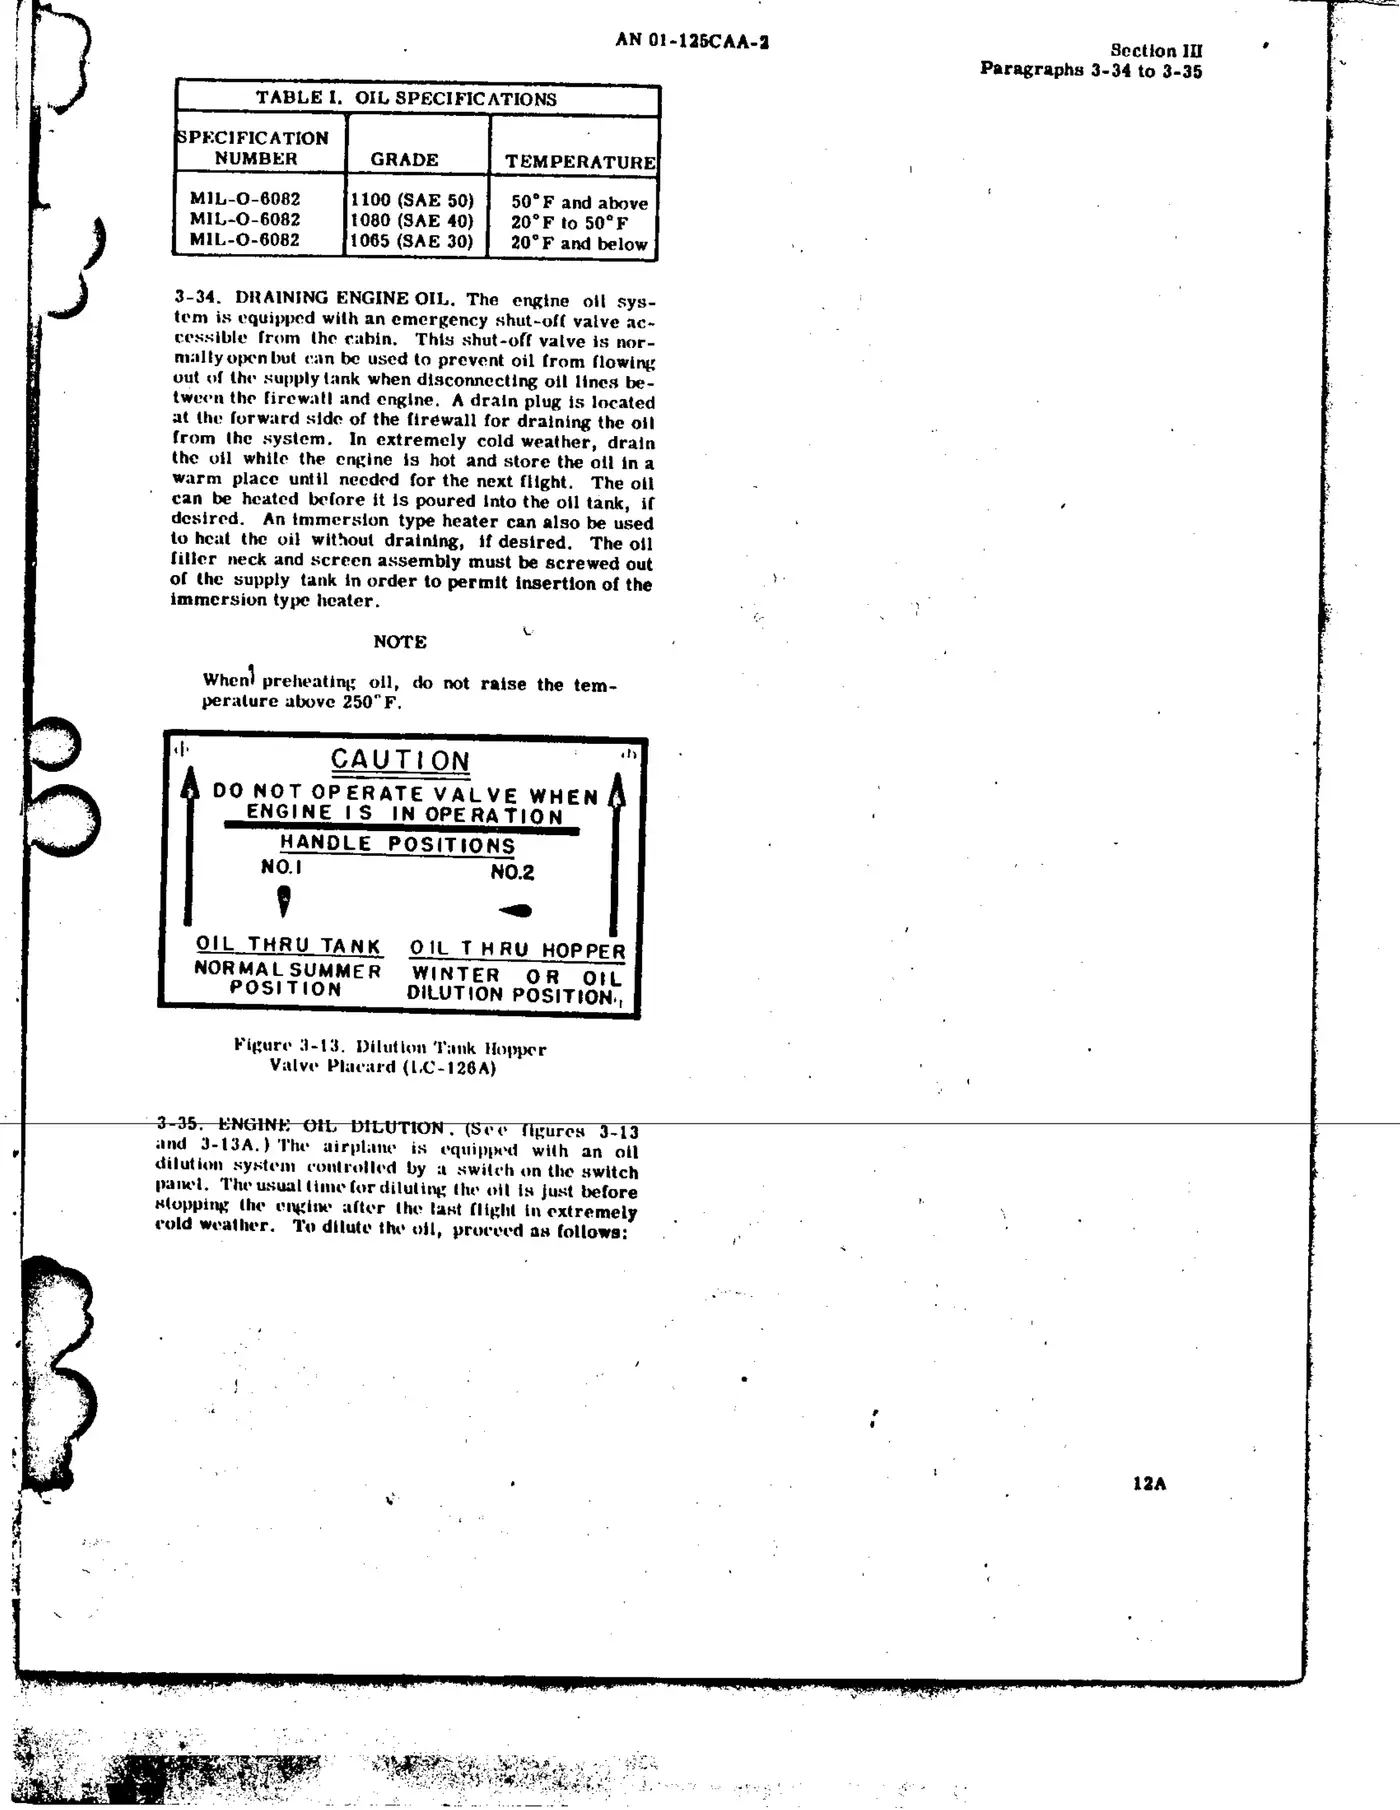 AN 01-125CAA-2
Section III
Paragraphs 3-34 to 3-35
TABLE I. OIL SPECIFICATIONS
SPECIFICATION NUMBER GRADE TEMPERATURE
MIL-O-6082 1100 (SAE 50) 50°F and above
MIL-O-6082 1080 (SAE 40) 20°F to 50°F
MIL-O-6082 1065 (SAE 30) 20°F and below
3-34. DRAINING ENGINE OIL. The engine oil sys-
tem is equipped with an emergency shut-off valve ac-
cessible from the cabin. This shut-off valve is nor-
mally open but can be used to prevent oil from flowing
out of the supply tank when disconnecting oil lines be-
tween the firewall and engine. A drain plug is located
at the forward side of the firewall for draining the oil
from the system. In extremely cold weather, drain
the oil while the engine is hot and store the oil in a
warm place until needed for the next flight. The oil
can be heated before it is poured into the oil tank, if
desired. An immersion type heater can also be used
to heat the oil without draining, if desired. The oil
filler neck and screen assembly must be screwed out
of the supply tank in order to permit insertion of the
immersion type heater.
NOTE
When preheating oil, do not raise the tem-
perature above 250°F.
CAUTION
DO NOT OPERATE VALVE WHEN
ENGINE IS IN OPERATION
HANDLE POSITIONS
NO.1 NO.2
OIL THRU TANK OIL THRU HOPPER
NORMAL SUMMER WINTER OR OIL
POSITION DILUTION POSITION
Figure 3-13. Dilution Tank Hopper
Valve Placard (LC-126A)
3-35. ENGINE OIL DILUTION. (See figures 3-13
and 3-13A.) The airplane is equipped with an oil
dilution system controlled by a switch on the switch
panel. The usual time for diluting the oil is just before
stopping the engine after the last flight in extremely
cold weather. To dilute the oil, proceed as follows:
12A